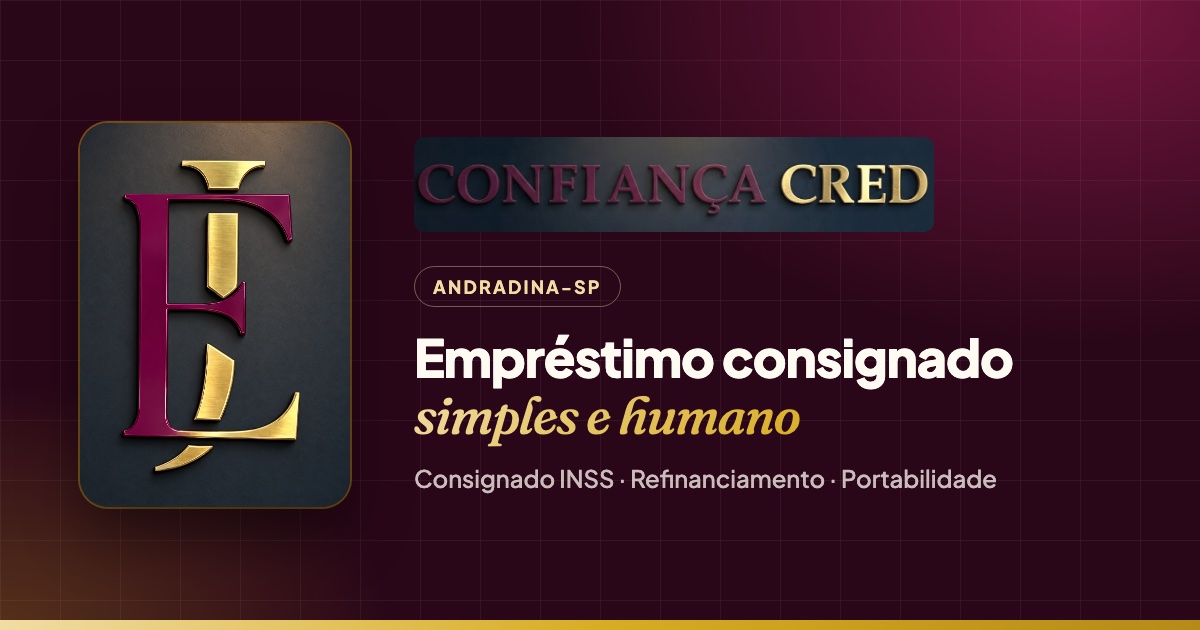 CONFIANÇA CRED
ANDRADINA-SP
Empréstimo consignado
simples e humano
Consignado INSS · Refinanciamento · Portabilidade